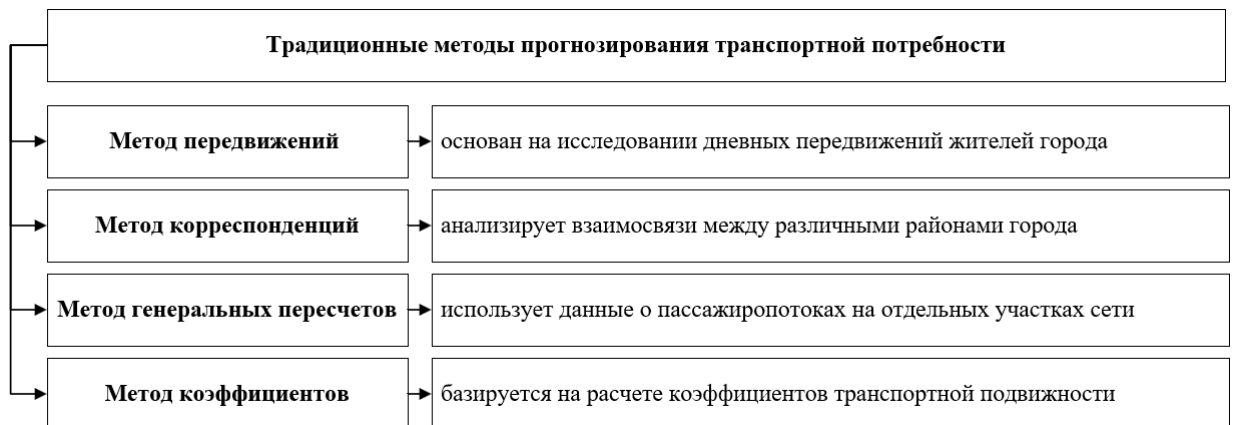 Традиционные методы прогнозирования транспортной потребности
Метод передвижений
основан на исследовании дневных передвижений жителей города
Метод корреспонденций
анализирует взаимосвязи между различными районами города
Метод генеральных пересчетов
использует данные о пассажиропотоках на отдельных участках сети
Метод коэффициентов
базируется на расчете коэффициентов транспортной подвижности